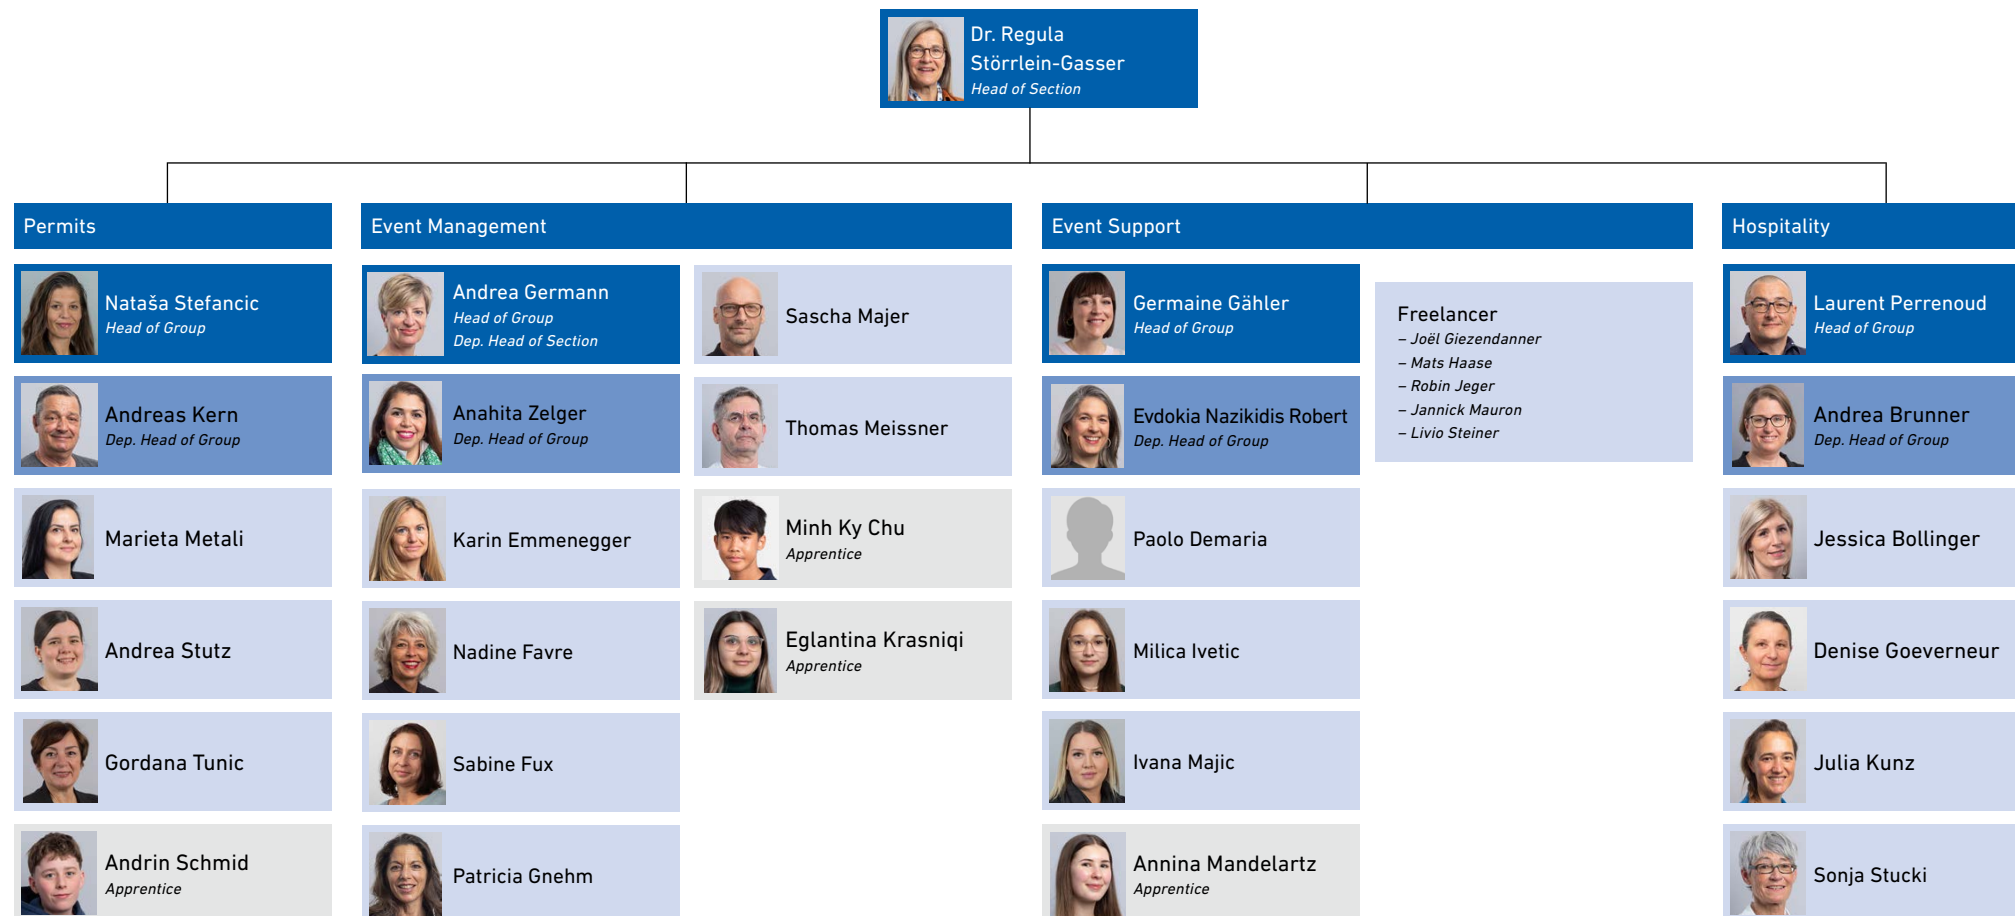 Dr. Regula
Störrlein-Gasser
Head of Section
Permits
Nataša Stefancic
Head of Group
Andreas Kern
Dep. Head of Group
Marieta Metali
Andrea Stutz
Gordana Tunic
Andrin Schmid
Apprentice
Event Management
Andrea Germann
Head of Group
Dep. Head of Section
Anahita Zelger
Dep. Head of Group
Karin Emmenegger
Nadine Favre
Sabine Fux
Patricia Gnehm
Sascha Majer
Thomas Meissner
Minh Ky Chu
Apprentice
Eglantina Krasniqi
Apprentice
Event Support
Germaine Gähler
Head of Group
Evdokia Nazikidis Robert
Dep. Head of Group
Paolo Demaria
Milica Ivetic
Ivana Majic
Annina Mandelartz
Apprentice
Freelancer
– Joël Giezendanner
– Mats Haase
– Robin Jeger
– Jannick Mauron
– Livio Steiner
Hospitality
Laurent Perrenoud
Head of Group
Andrea Brunner
Dep. Head of Group
Jessica Bollinger
Denise Goeverneur
Julia Kunz
Sonja Stucki